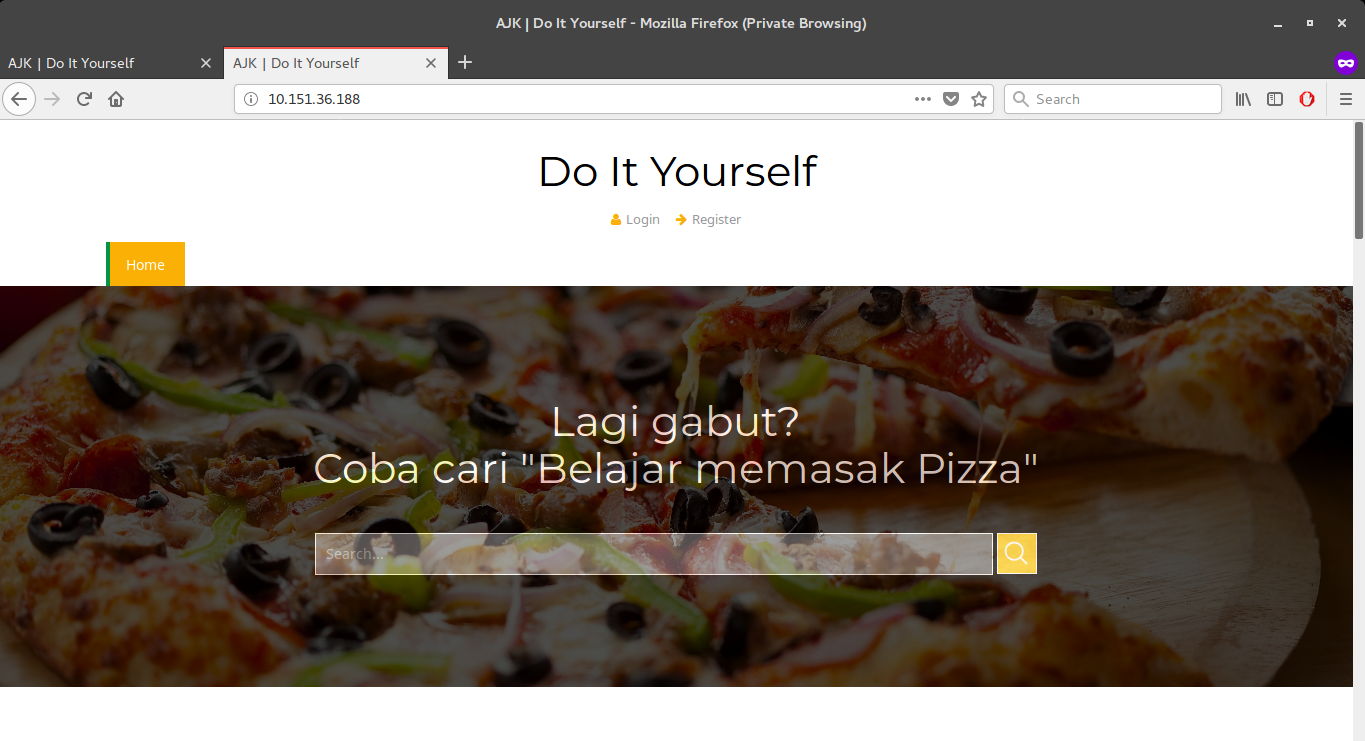 AJK | Do It Yourself - Mozilla Firefox (Private Browsing)
AJK | Do It Yourself
AJK | Do It Yourself
10.151.36.188
Search
Do It Yourself
Login
Register
Home
Lagi gabut?
Coba cari "Belajar memasak Pizza"
Search...